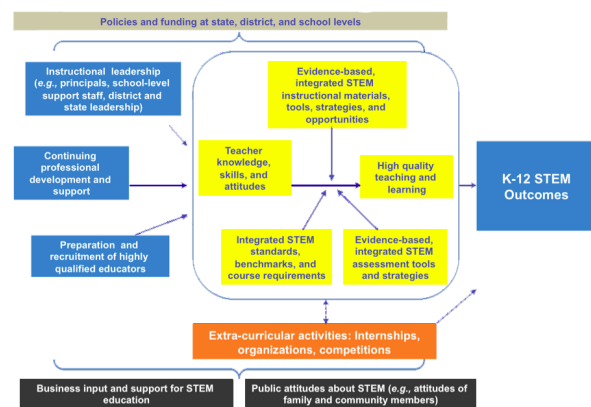 Policies and funding at state, district, and school levels
Instructional leadership
(e.g., principals, school-level
support staff, district and
state leadership)
Evidence-based,
integrated STEM
instructional materials,
tools, strategies, and
opportunities
Continuing
professional
development and
support
Teacher
knowledge,
skills, and
attitudes
High quality
teaching and
learning
K-12 STEM
Outcomes
Preparation and
recruitment of highly
qualified educators
Integrated STEM
standards,
benchmarks, and
course requirements
Evidence-based,
integrated STEM
assessment tools
and strategies
Extra-curricular activities: Internships,
organizations, competitions
Business input and support for STEM
education
Public attitudes about STEM (e.g., attitudes of
family and community members)